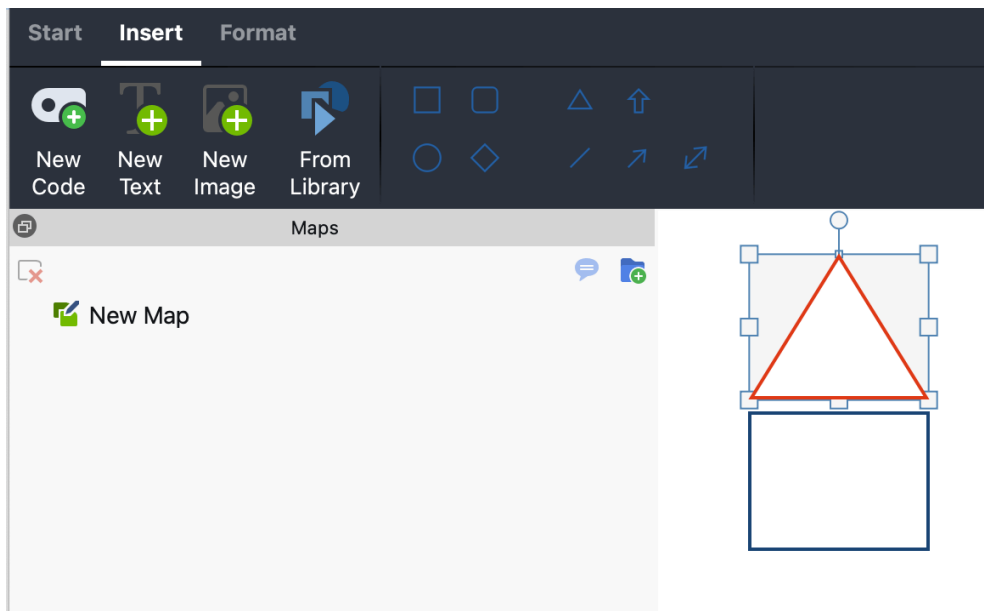 Start Insert Format
New Code
New Text
New Image
From Library
Maps
New Map